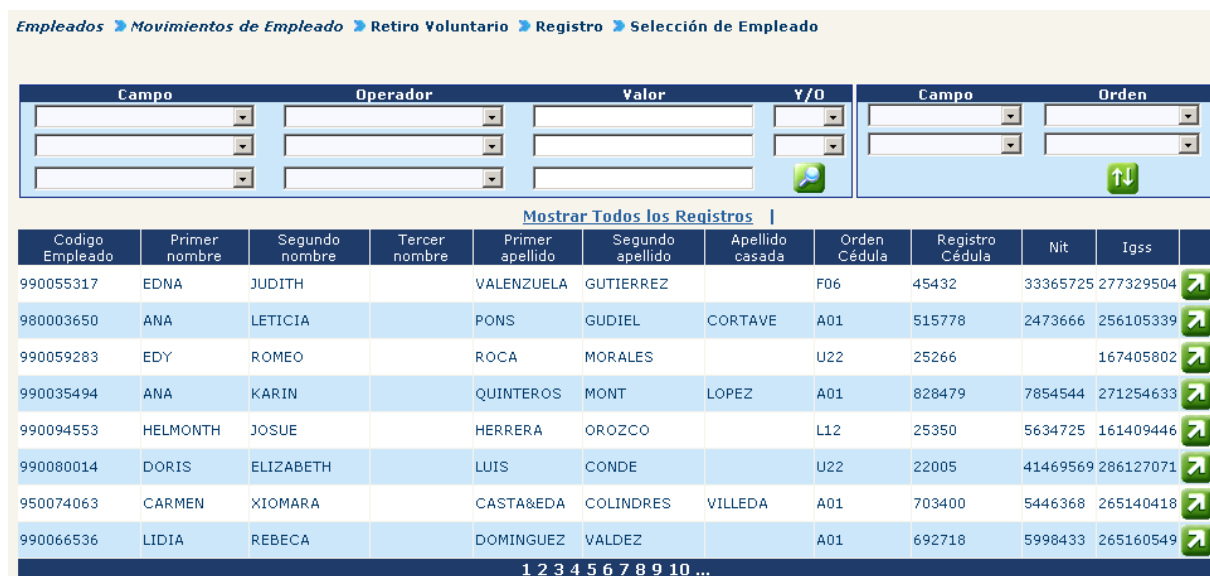 Empleados Movimientos de Empleado Retiro Voluntario Registro Selección de Empleado
Campo Operador Valor Y/O Campo Orden
Mostrar Todos los Registros |
Codigo Empleado Primer nombre Segundo nombre Tercer nombre Primer apellido Segundo apellido Apellido casada Orden Cédula Registro Cédula Nit Igss
990055317 EDNA JUDITH VALENZUELA GUTIERREZ F06 45432 33365725 277329504
980003650 ANA LETICIA PONS GUDIEL CORTAVE A01 515778 2473666 256105339
990059283 EDY ROMEO ROCA MORALES U22 25266 167405802
990035494 ANA KARIN QUINTEROS MONT LOPEZ A01 828479 7854544 271254633
990094553 HELMONTH JOSUE HERRERA OROZCO L12 25350 5634725 161409446
990080014 DORIS ELIZABETH LUIS CONDE U22 22005 41469569 286127071
950074063 CARMEN XIOMARA CASTA&EDA COLINDRES VILLEDA A01 703400 5446368 265140418
990066536 LIDIA REBECA DOMINGUEZ VALDEZ A01 692718 5998433 265160549
1 2 3 4 5 6 7 8 9 10 ...